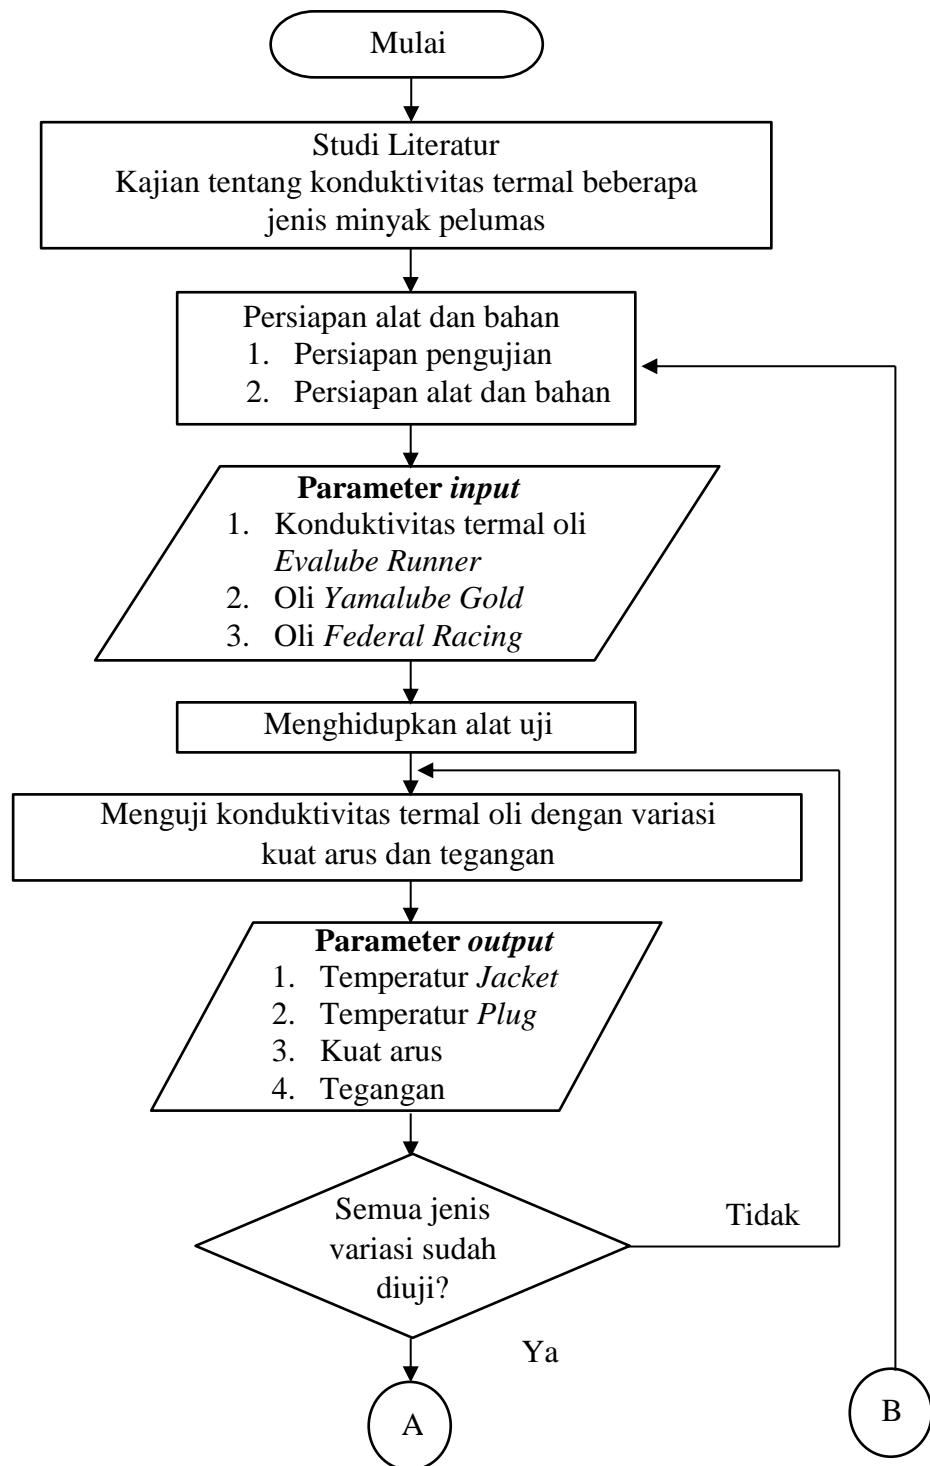 Mulai
Studi Literatur
Kajian tentang konduktivitas termal beberapa
jenis minyak pelumas
Persiapan alat dan bahan
1. Persiapan pengujian
2. Persiapan alat dan bahan
Parameter input
1. Konduktivitas termal oli
Evalube Runner
2. Oli Yamalube Gold
3. Oli Federal Racing
Menghidupkan alat uji
Menguji konduktivitas termal oli dengan variasi
kuat arus dan tegangan
Parameter output
1. Temperatur Jacket
2. Temperatur Plug
3. Kuat arus
4. Tegangan
Semua jenis
variasi sudah
diuji?
Tidak
Ya
A
B